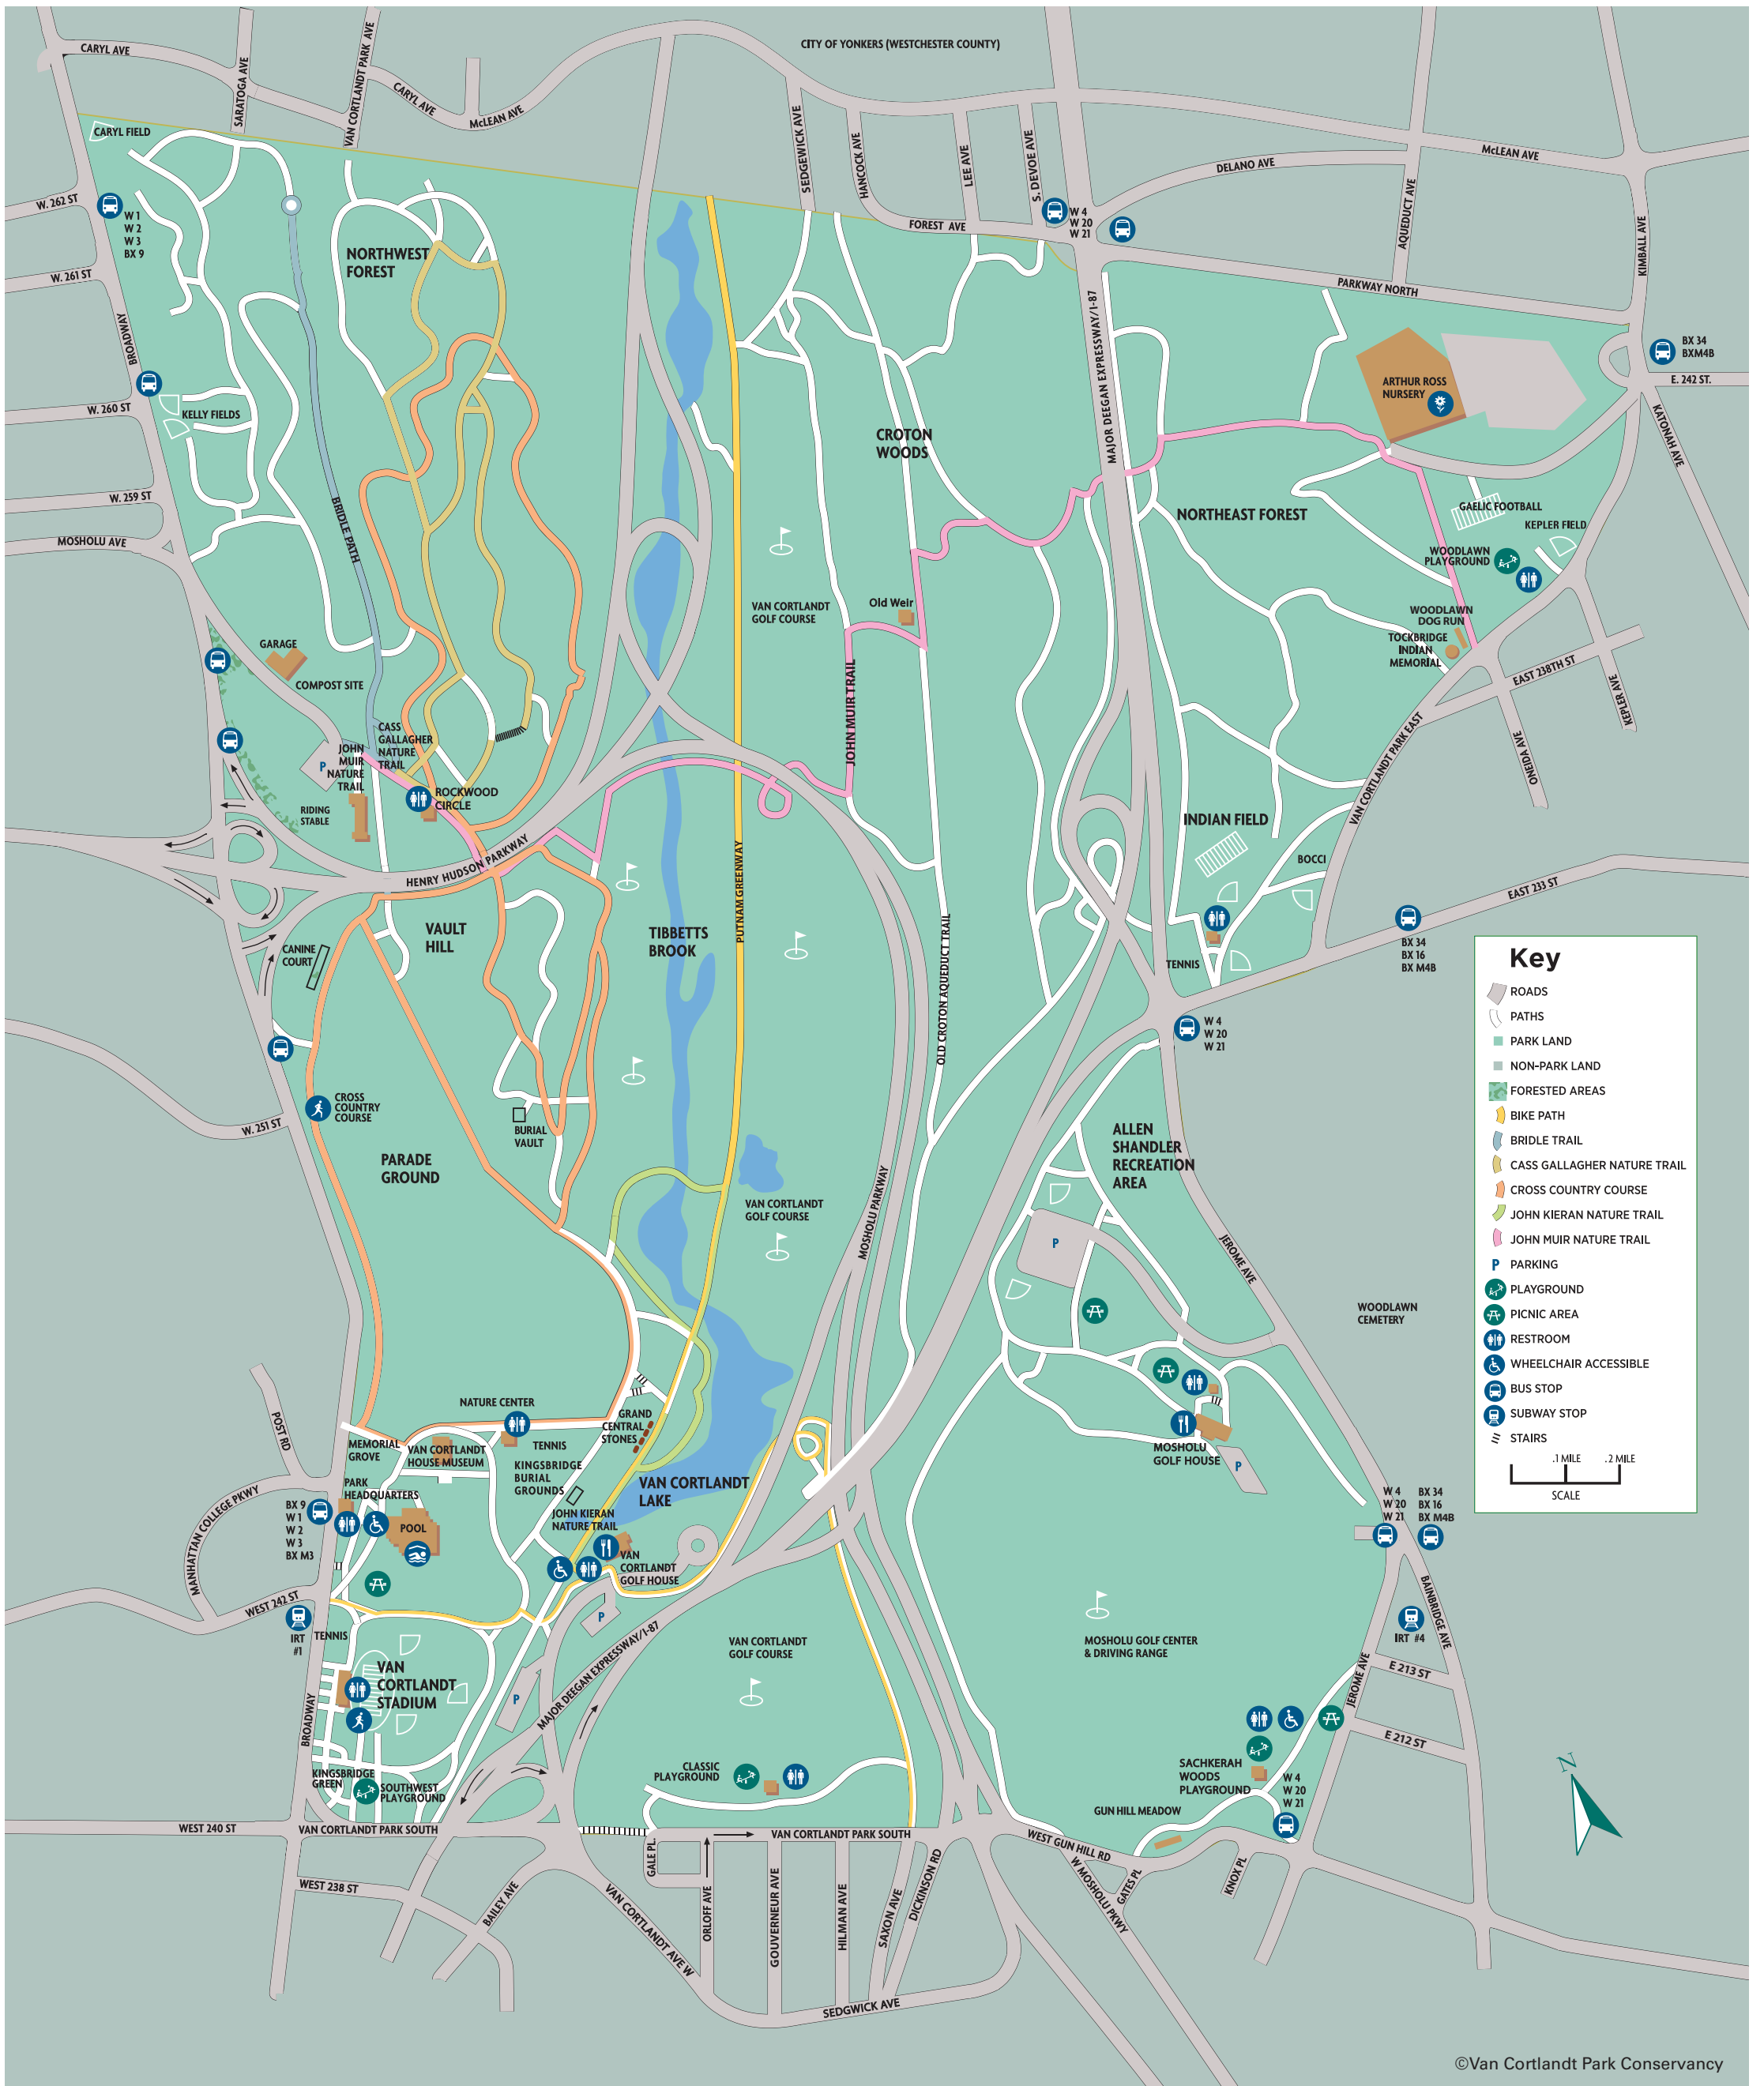 CITY OF YONKERS (WESTCHESTER COUNTY)
CARYL AVE
SARATOGA AVE
VAN CORTLANDT PARK AVE
CARYL AVE
McLEAN AVE
SEDGEWICK AVE
HANCOCK AVE
LEE AVE
S. DEVOE AVE
DELANO AVE
McLEAN AVE
AQUEDUCT AVE
KIMBALL AVE
CARYL FIELD
W. 262 ST
W 1
W 2
W 3
BX 9
FOREST AVE
W 4
W 20
W 21
NORTHWEST
FOREST
W. 261 ST
PARKWAY NORTH
BROADWAY
MAJOR DEEGAN EXPRESSWAY/I-87
BX 34
BXM4B
E. 242 ST.
ARTHUR ROSS
NURSERY
W. 260 ST
KELLY FIELDS
KATONAH AVE
CROTON
WOODS
W. 259 ST
BRIDLE PATH
MOSHOLU AVE
NORTHEAST FOREST
GAELIC FOOTBALL
KEPLER FIELD
WOODLAWN
PLAYGROUND
VAN CORTLANDT
GOLF COURSE
Old Weir
WOODLAWN
DOG RUN
TOCKBRIDGE
INDIAN
MEMORIAL
GARAGE
COMPOST SITE
EAST 238TH ST
KEPLER AVE
ONEIDA AVE
JOHN MUIR TRAIL
CASS
GALLAGHER
NATURE
TRAIL
JOHN
MUIR
NATURE
TRAIL
P
ROCKWOOD
CIRCLE
RIDING
STABLE
VAN CORTLANDT PARK EAST
INDIAN FIELD
BOCCI
HENRY HUDSON PARKWAY
PUTNAM GREENWAY
EAST 233 ST
VAULT
HILL
TIBBETTS
BROOK
CANINE
COURT
OLD CROTON AQUEDUCT TRAIL
TENNIS
BX 34
BX 16
BX M4B
W 4
W 20
W 21
Key
ROADS
PATHS
PARK LAND
NON-PARK LAND
FORESTED AREAS
BIKE PATH
BRIDLE TRAIL
CASS GALLAGHER NATURE TRAIL
CROSS COUNTRY COURSE
JOHN KIERAN NATURE TRAIL
JOHN MUIR NATURE TRAIL
P PARKING
PLAYGROUND
PICNIC AREA
RESTROOM
WHEELCHAIR ACCESSIBLE
BUS STOP
SUBWAY STOP
STAIRS
.1 MILE .2 MILE
SCALE
CROSS
COUNTRY
COURSE
W. 251 ST
BURIAL
VAULT
PARADE
GROUND
ALLEN
SHANDLER
RECREATION
AREA
MOSHOLU PARKWAY
VAN CORTLANDT
GOLF COURSE
P
JEROME AVE
WOODLAWN
CEMETERY
POST RD
NATURE CENTER
GRAND
CENTRAL
STONES
MEMORIAL
GROVE
VAN CORTLANDT
HOUSE MUSEUM
TENNIS
KINGSBRIDGE
BURIAL
GROUNDS
VAN CORTLANDT
LAKE
MOSHOLU
GOLF HOUSE
P
PARK
HEADQUARTERS
MANHATTAN COLLEGE PKWY
BX 9
W 1
W 2
W 3
BX M3
POOL
JOHN KIERAN
NATURE TRAIL
VAN
CORTLANDT
GOLF HOUSE
W 4
W 20
W 21
BX 34
BX 16
BX M4B
BAINBRIDGE AVE
WEST 242 ST
IRT
#1
TENNIS
P
IRT #4
VAN CORTLANDT
GOLF COURSE
MOSHOLU GOLF CENTER
& DRIVING RANGE
E 213 ST
JEROME AVE
VAN
CORTLANDT
STADIUM
BROADWAY
P
MAJOR DEEGAN EXPRESSWAY/I-87
E 212 ST
KINGSBRIDGE
GREEN
SOUTHWEST
PLAYGROUND
CLASSIC
PLAYGROUND
SACHKERAH
WOODS
PLAYGROUND
W 4
W 20
W 21
N
GUN HILL MEADOW
WEST 240 ST
VAN CORTLANDT PARK SOUTH
VAN CORTLANDT PARK SOUTH
WEST GUN HILL RD
GALE PL.
W MOSHOLU PKWY
GATES PL
KNOX PL
WEST 238 ST
BAILEY AVE
VAN CORTLANDT AVE W
ORLOFF AVE
GOUVERNEUR AVE
HILMAN AVE
SAXON AVE
DICKINSON RD
SEDGWICK AVE
©Van Cortlandt Park Conservancy